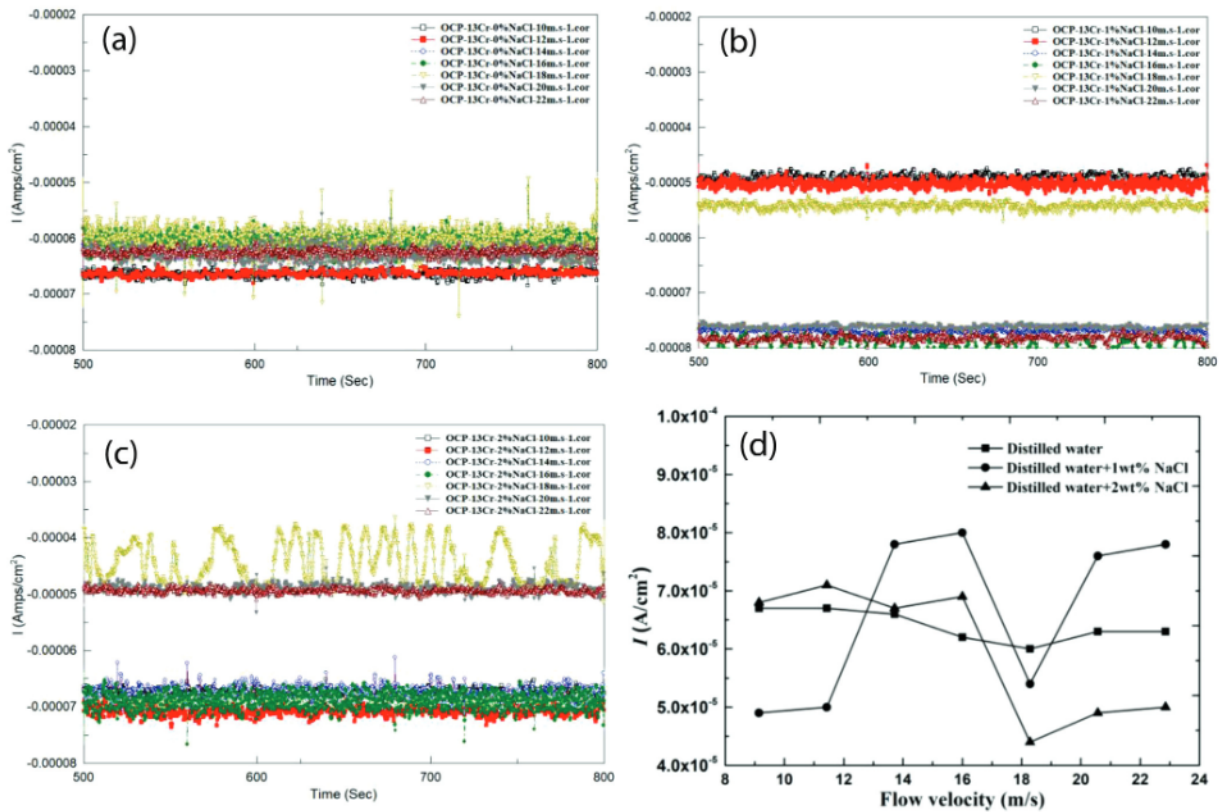 (a)
OCP-13Cr-0%NaCl-10m.s-1.cor
OCP-13Cr-0%NaCl-12m.s-1.cor
OCP-13Cr-0%NaCl-14m.s-1.cor
OCP-13Cr-0%NaCl-16m.s-1.cor
OCP-13Cr-0%NaCl-18m.s-1.cor
OCP-13Cr-0%NaCl-20m.s-1.cor
OCP-13Cr-0%NaCl-22m.s-1.cor
I (Amps/cm²)
-0.00002
-0.00003
-0.00004
-0.00005
-0.00006
-0.00007
-0.00008
500 600 700 800
Time (Sec)
(b)
OCP-13Cr-1%NaCl-10m.s-1.cor
OCP-13Cr-1%NaCl-12m.s-1.cor
OCP-13Cr-1%NaCl-14m.s-1.cor
OCP-13Cr-1%NaCl-16m.s-1.cor
OCP-13Cr-1%NaCl-18m.s-1.cor
OCP-13Cr-1%NaCl-20m.s-1.cor
OCP-13Cr-1%NaCl-22m.s-1.cor
I (Amps/cm²)
-0.00002
-0.00003
-0.00004
-0.00005
-0.00006
-0.00007
-0.00008
500 600 700 800
Time (Sec)
(c)
OCP-13Cr-2%NaCl-10m.s-1.cor
OCP-13Cr-2%NaCl-12m.s-1.cor
OCP-13Cr-2%NaCl-14m.s-1.cor
OCP-13Cr-2%NaCl-16m.s-1.cor
OCP-13Cr-2%NaCl-18m.s-1.cor
OCP-13Cr-2%NaCl-20m.s-1.cor
OCP-13Cr-2%NaCl-22m.s-1.cor
I (Amps/cm²)
-0.00002
-0.00003
-0.00004
-0.00005
-0.00006
-0.00007
-0.00008
500 600 700 800
Time (Sec)
(d)
Distilled water
Distilled water+1wt% NaCl
Distilled water+2wt% NaCl
I (A/cm²)
1.0x10⁻⁴
8.0x10⁻⁵
7.0x10⁻⁵
6.0x10⁻⁵
5.0x10⁻⁵
4.0x10⁻⁵
8 10 12 14 16 18 20 22 24
Flow velocity (m/s)